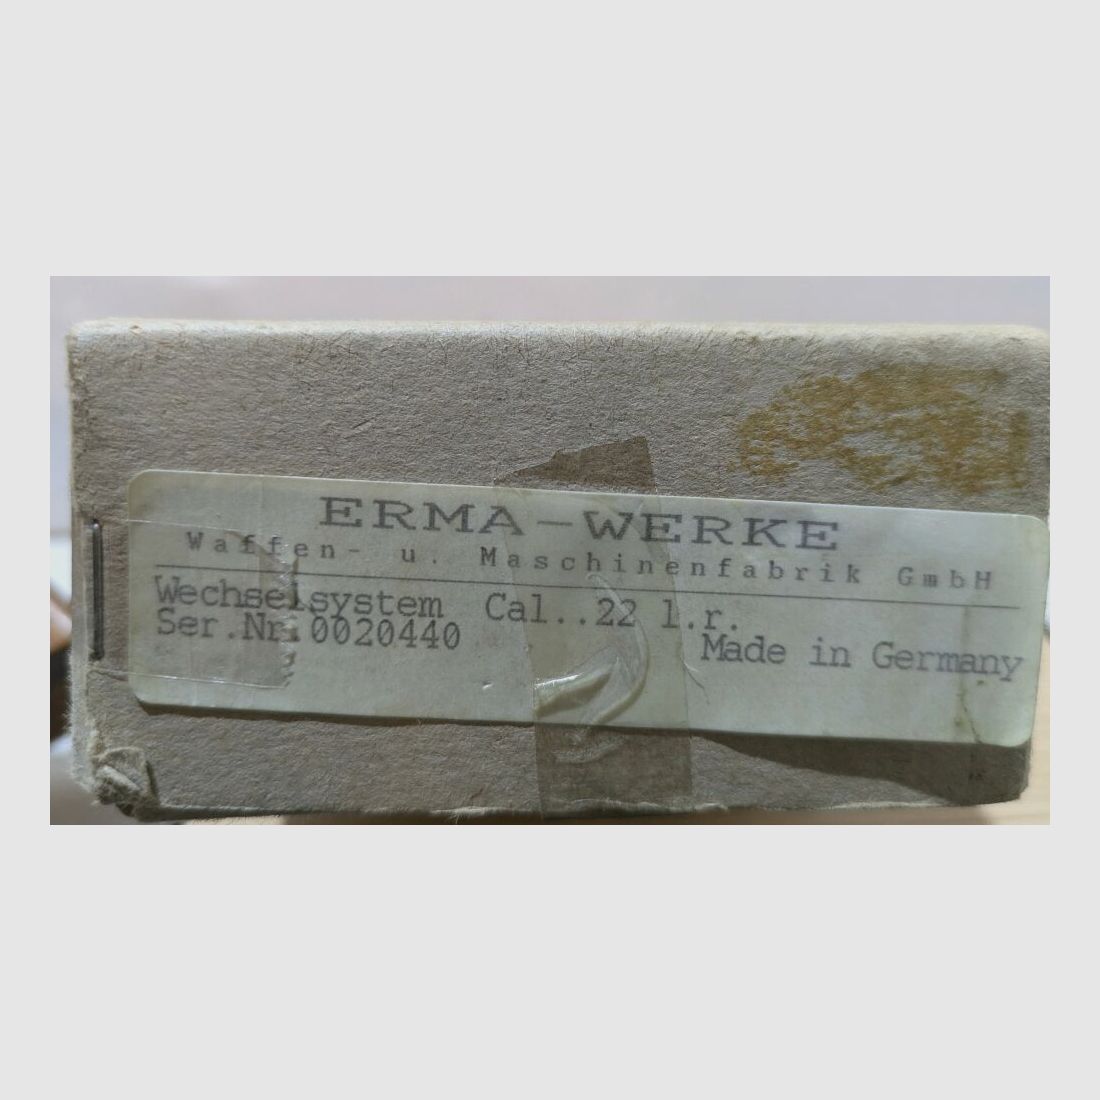 ERMA-WERKE
Waffen- u. Maschinenfabrik GmbH
Wechselsystem Cal..22 l.r.
Ser.Nr.0020440
Made in Germany